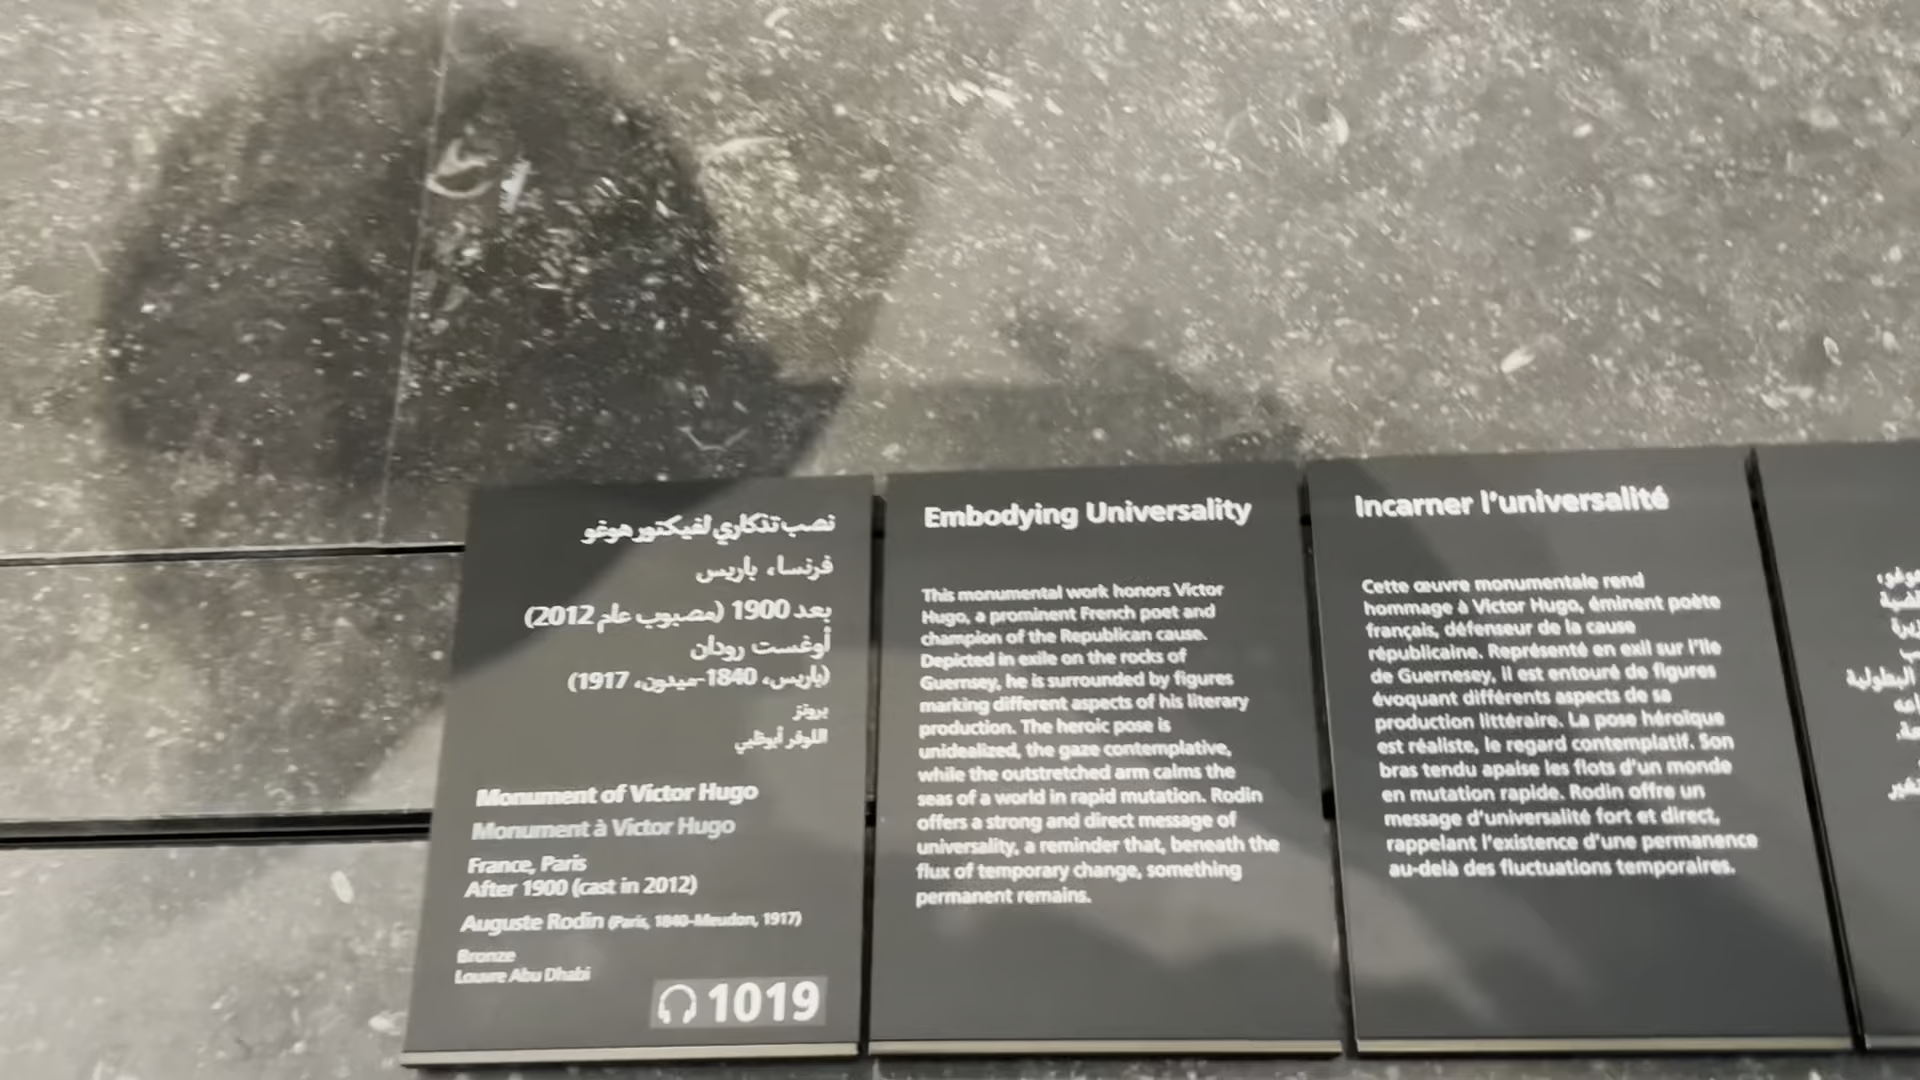 نصب تذكاري لفيكتور هوغو
فرنسا، باريس
بعد 1900 (مصبوب عام 2012)
أوغست رودان
(باريس، 1840-ميدون، 1917)
برونز
اللوفر أبوظبي
Monument of Victor Hugo
Monument à Victor Hugo
France, Paris
After 1900 (cast in 2012)
Auguste Rodin (Paris, 1840-Meudon, 1917)
Bronze
Louvre Abu Dhabi
1019
Embodying Universality
This monumental work honors Victor
Hugo, a prominent French poet and
champion of the Republican cause.
Depicted in exile on the rocks of
Guernsey, he is surrounded by figures
marking different aspects of his literary
production. The heroic pose is
unidealized, the gaze contemplative,
while the outstretched arm calms the
seas of a world in rapid mutation. Rodin
offers a strong and direct message of
universality, a reminder that, beneath the
flux of temporary change, something
permanent remains.
Incarner l'universalité
Cette œuvre monumentale rend
hommage à Victor Hugo, éminent poète
français, défenseur de la cause
républicaine. Représenté en exil sur l'île
de Guernesey, il est entouré de figures
évoquant différents aspects de sa
production littéraire. La pose héroïque
est réaliste, le regard contemplatif. Son
bras tendu apaise les flots d'un monde
en mutation rapide. Rodin offre un
message d'universalité fort et direct,
rappelant l'existence d'une permanence
au-delà des fluctuations temporaires.
البطولية